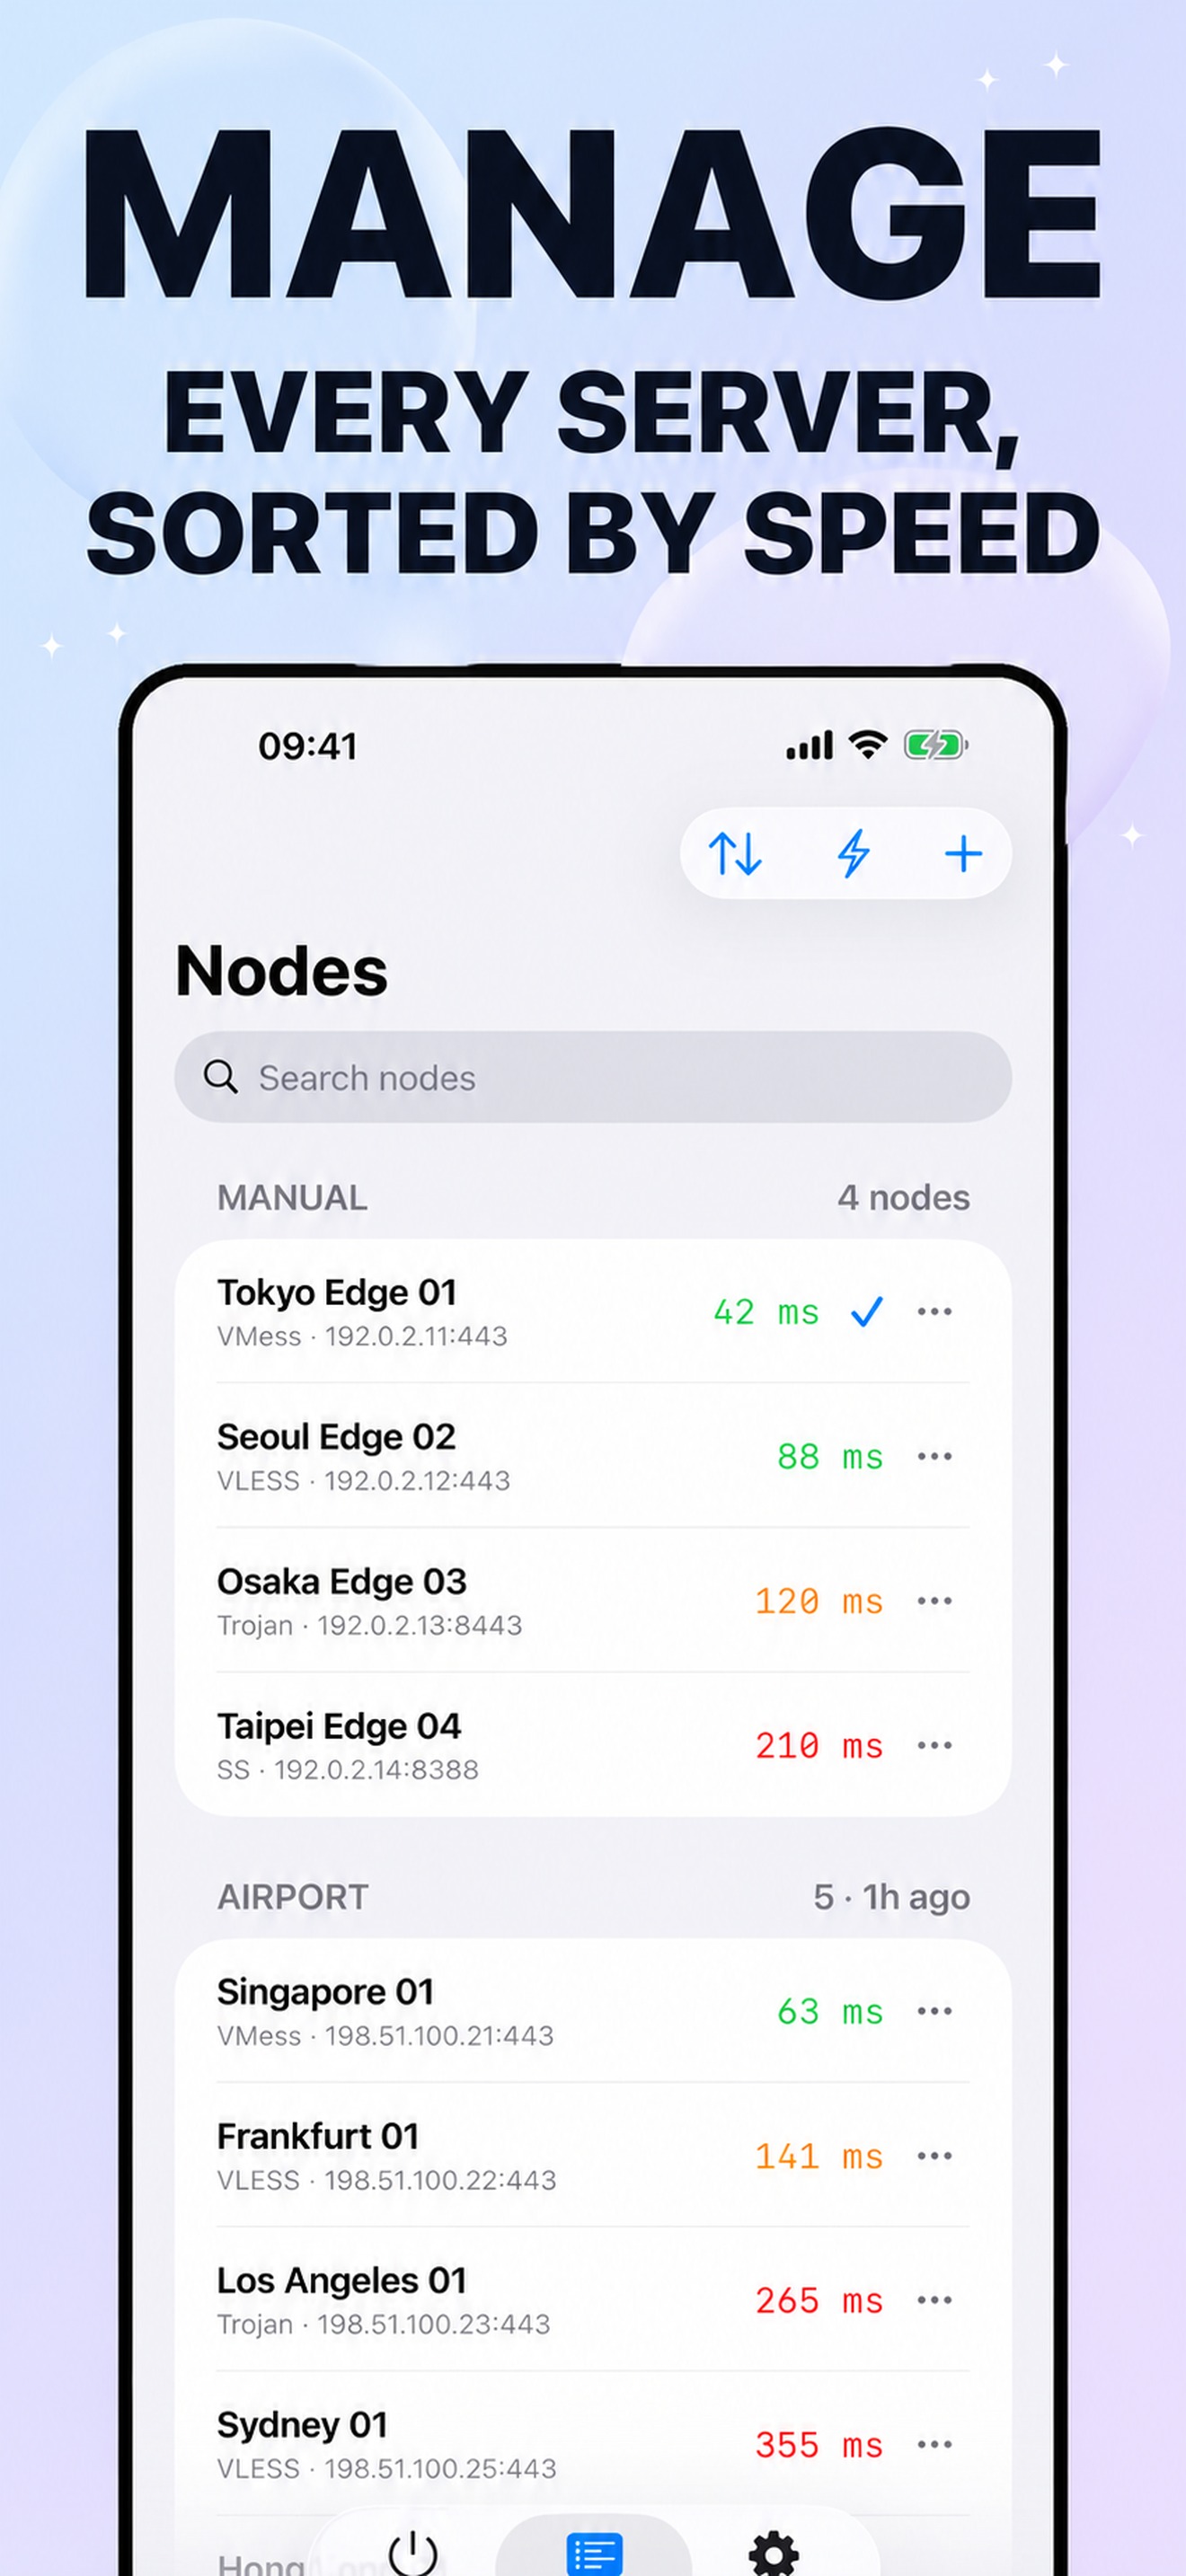 MANAGE
EVERY SERVER,
SORTED BY SPEED
09:41
Nodes
Search nodes
MANUAL 4 nodes
Tokyo Edge 01
VMess · 192.0.2.11:443
42 ms
Seoul Edge 02
VLESS · 192.0.2.12:443
88 ms
Osaka Edge 03
Trojan · 192.0.2.13:8443
120 ms
Taipei Edge 04
SS · 192.0.2.14:8388
210 ms
AIRPORT 5 · 1h ago
Singapore 01
VMess · 198.51.100.21:443
63 ms
Frankfurt 01
VLESS · 198.51.100.22:443
141 ms
Los Angeles 01
Trojan · 198.51.100.23:443
265 ms
Sydney 01
VLESS · 198.51.100.25:443
355 ms
Hong